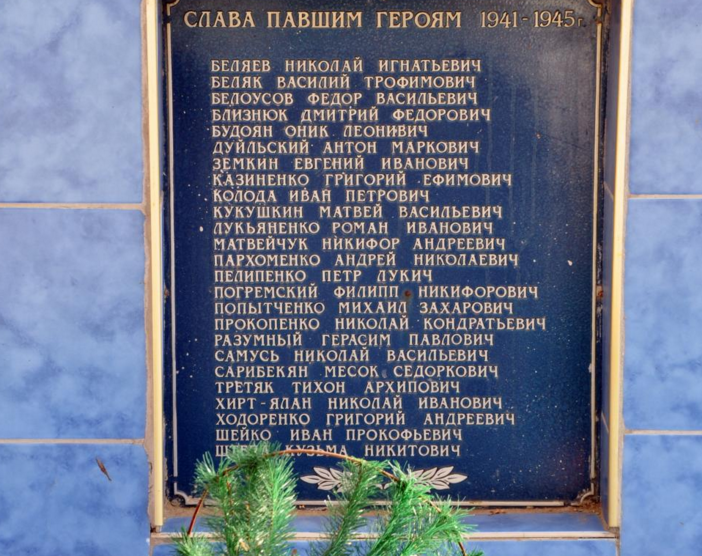 СЛАВА ПАВШИМ ГЕРОЯМ 1941-1945г.
БЕЛЯЕВ НИКОЛАЙ ИГНАТЬЕВИЧ
БЕЛЯК ВАСИЛИЙ ТРОФИМОВИЧ
БЕЛОУСОВ ФЕДОР ВАСИЛЬЕВИЧ
БЛИЗНЮК ДМИТРИЙ ФЕДОРОВИЧ
БУДОЯН ОНИК ЛЕОНИВИЧ
ДУЙЛЬСКИЙ АНТОН МАРКОВИЧ
ЗЕМКИН ЕВГЕНИЙ ИВАНОВИЧ
КАЗИНЕНКО ГРИГОРИЙ ЕФИМОВИЧ
КОЛОДА ИВАН ПЕТРОВИЧ
КУКУШКИН МАТВЕЙ ВАСИЛЬЕВИЧ
ЛУКЬЯНЕНКО РОМАН ИВАНОВИЧ
МАТВЕЙЧУК НИКИФОР АНДРЕЕВИЧ
ПАРХОМЕНКО АНДРЕЙ НИКОЛАЕВИЧ
ПЕЛИПЕНКО ПЕТР ЛУКИЧ
ПОГРЕМСКИЙ ФИЛИПП НИКИФОРОВИЧ
ПОПЫТЧЕНКО МИХАИЛ ЗАХАРОВИЧ
ПРОКОПЕНКО НИКОЛАЙ КОНДРАТЬЕВИЧ
РАЗУМНЫЙ ГЕРАСИМ ПАВЛОВИЧ
САМУСЬ НИКОЛАЙ ВАСИЛЬЕВИЧ
САРИБЕКЯН МЕСОК СЕДОРКОВИЧ
ТРЕТЯК ТИХОН АРХИПОВИЧ
ХИРТ-ЯЛАН НИКОЛАЙ ИВАНОВИЧ
ХОДОРЕНКО ГРИГОРИЙ АНДРЕЕВИЧ
ШЕЙКО ИВАН ПРОКОФЬЕВИЧ
КУЗЬМА НИКИТОВИЧ